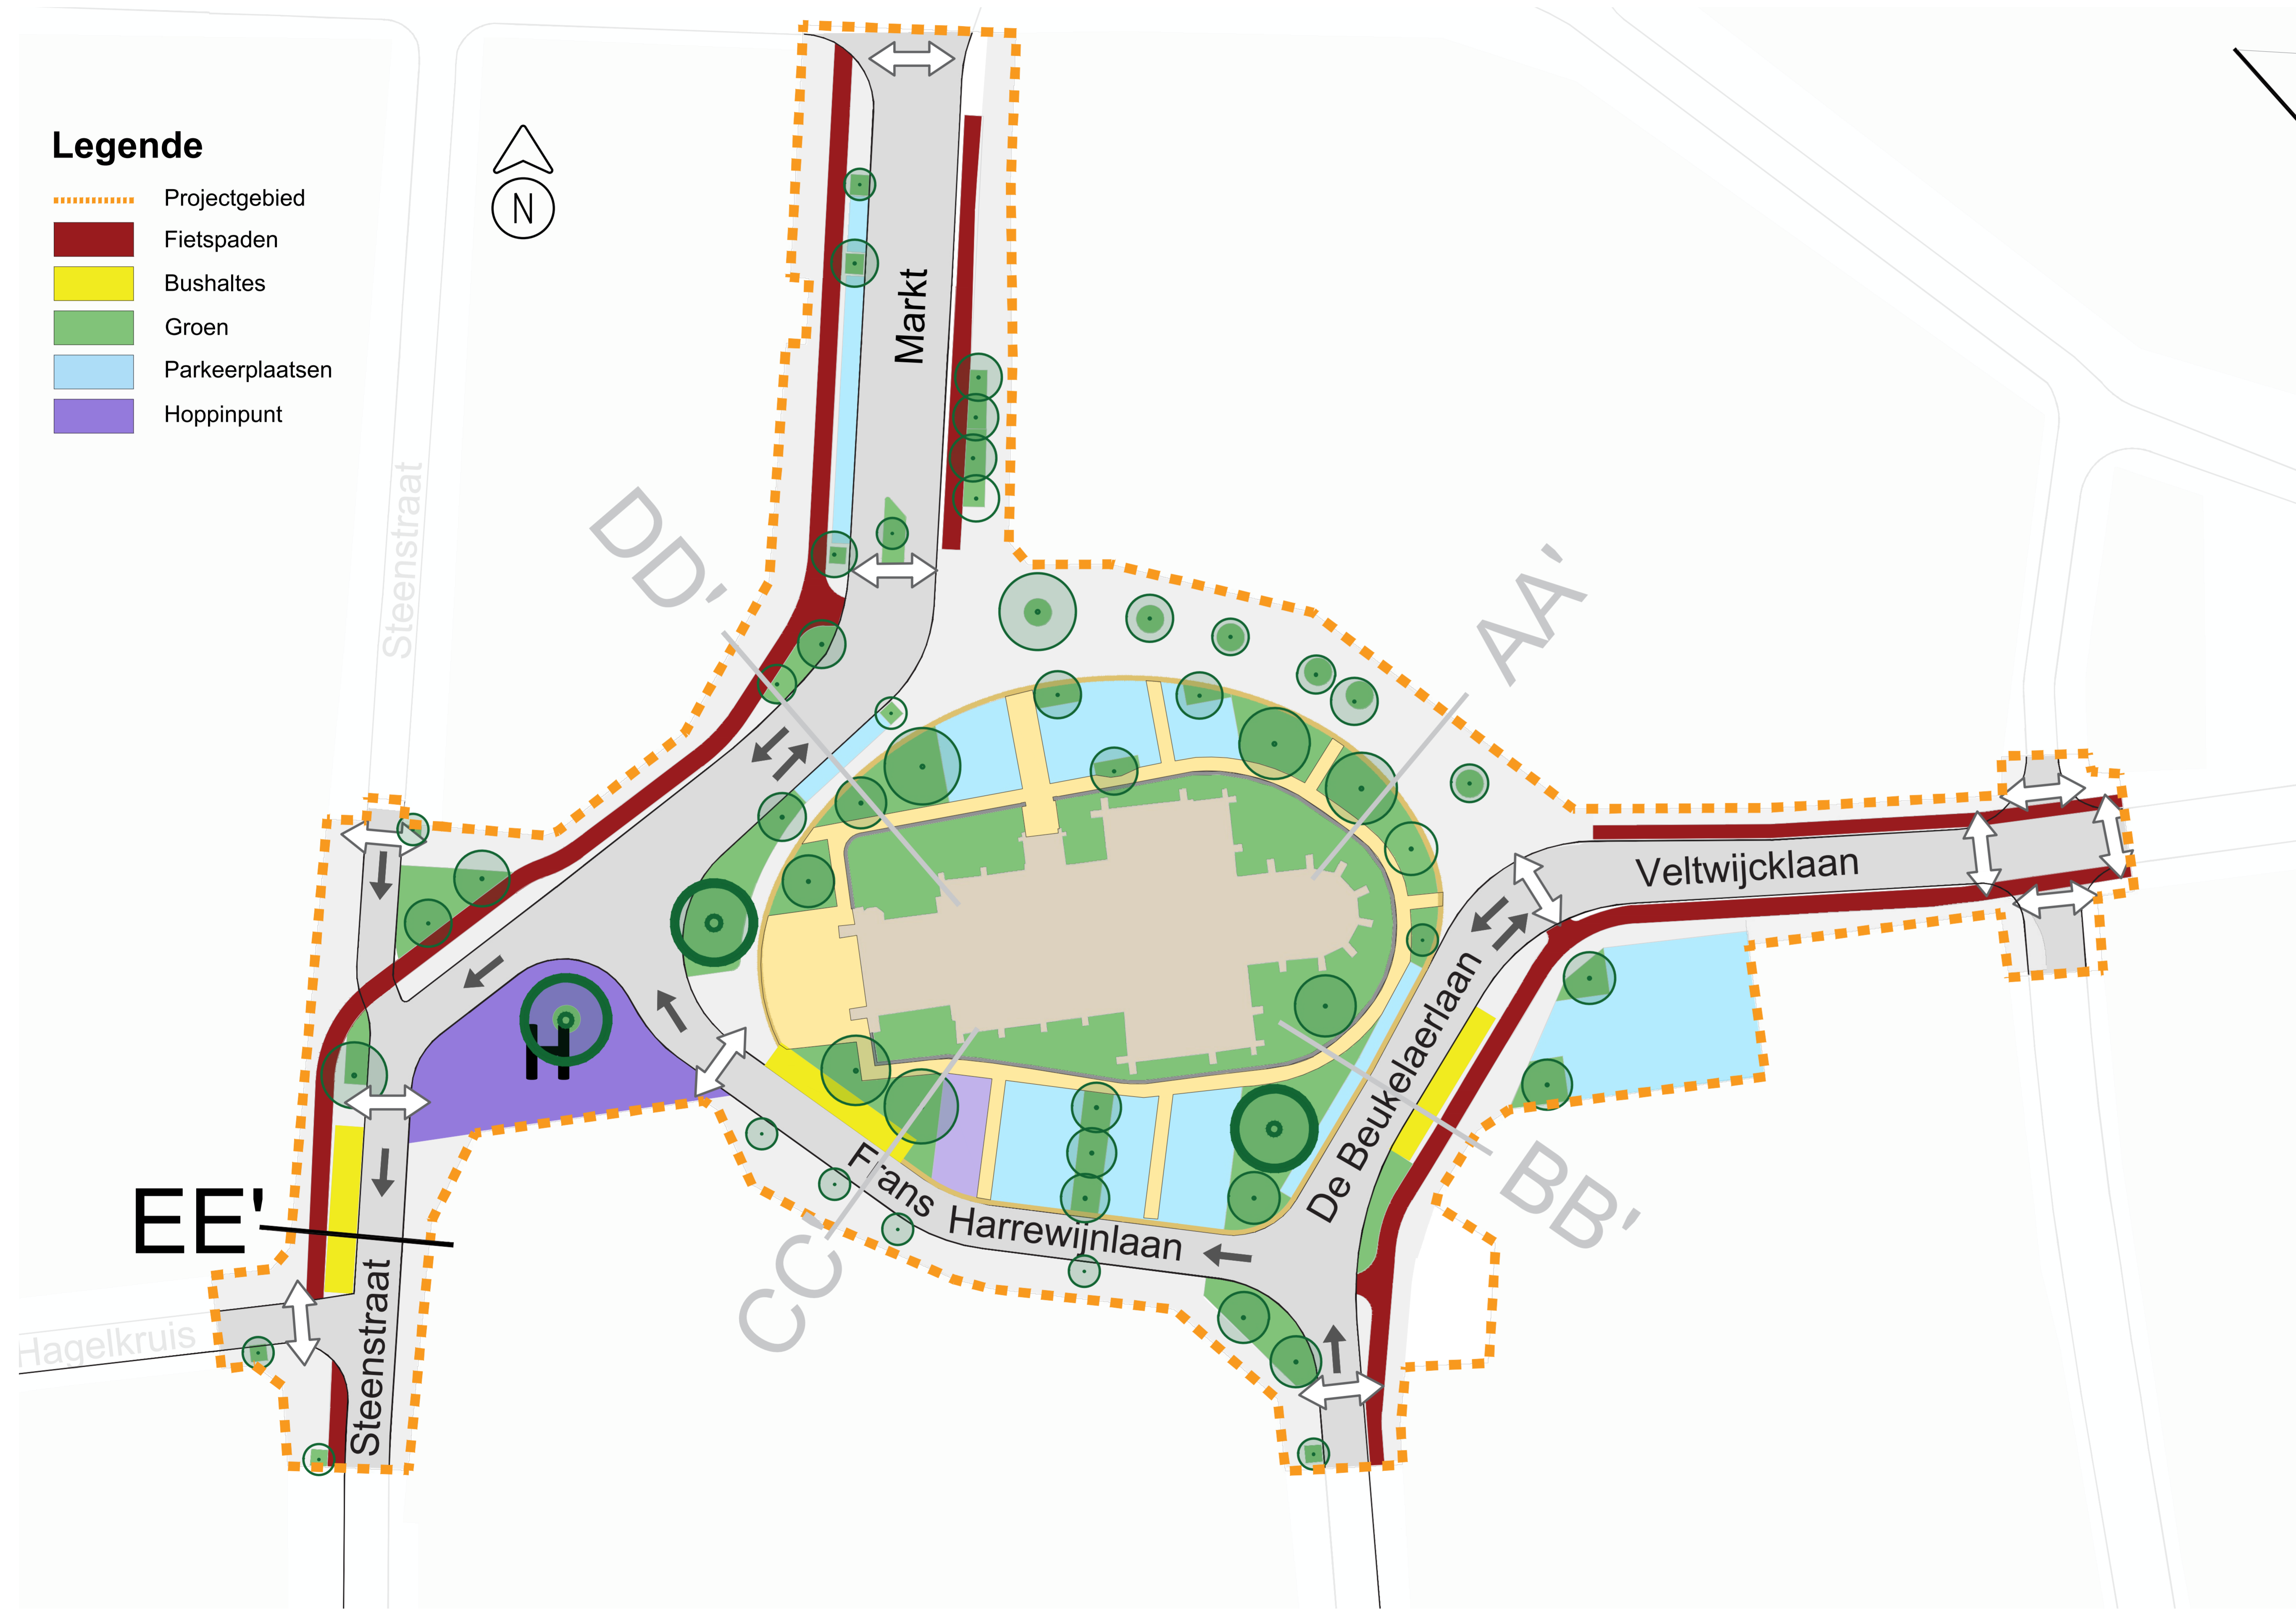 Legende
Projectgebied
Fietspaden
Bushaltes
Groen
Parkeerplaatsen
Hoppinpunt
N
Markt
Steenstraat
DD'
AA'
Veltwijcklaan
De Beukelaerlaan
H
BB'
EE'
Frans Harrewijnlaan
CC'
Hagelkruis
Steenstraat